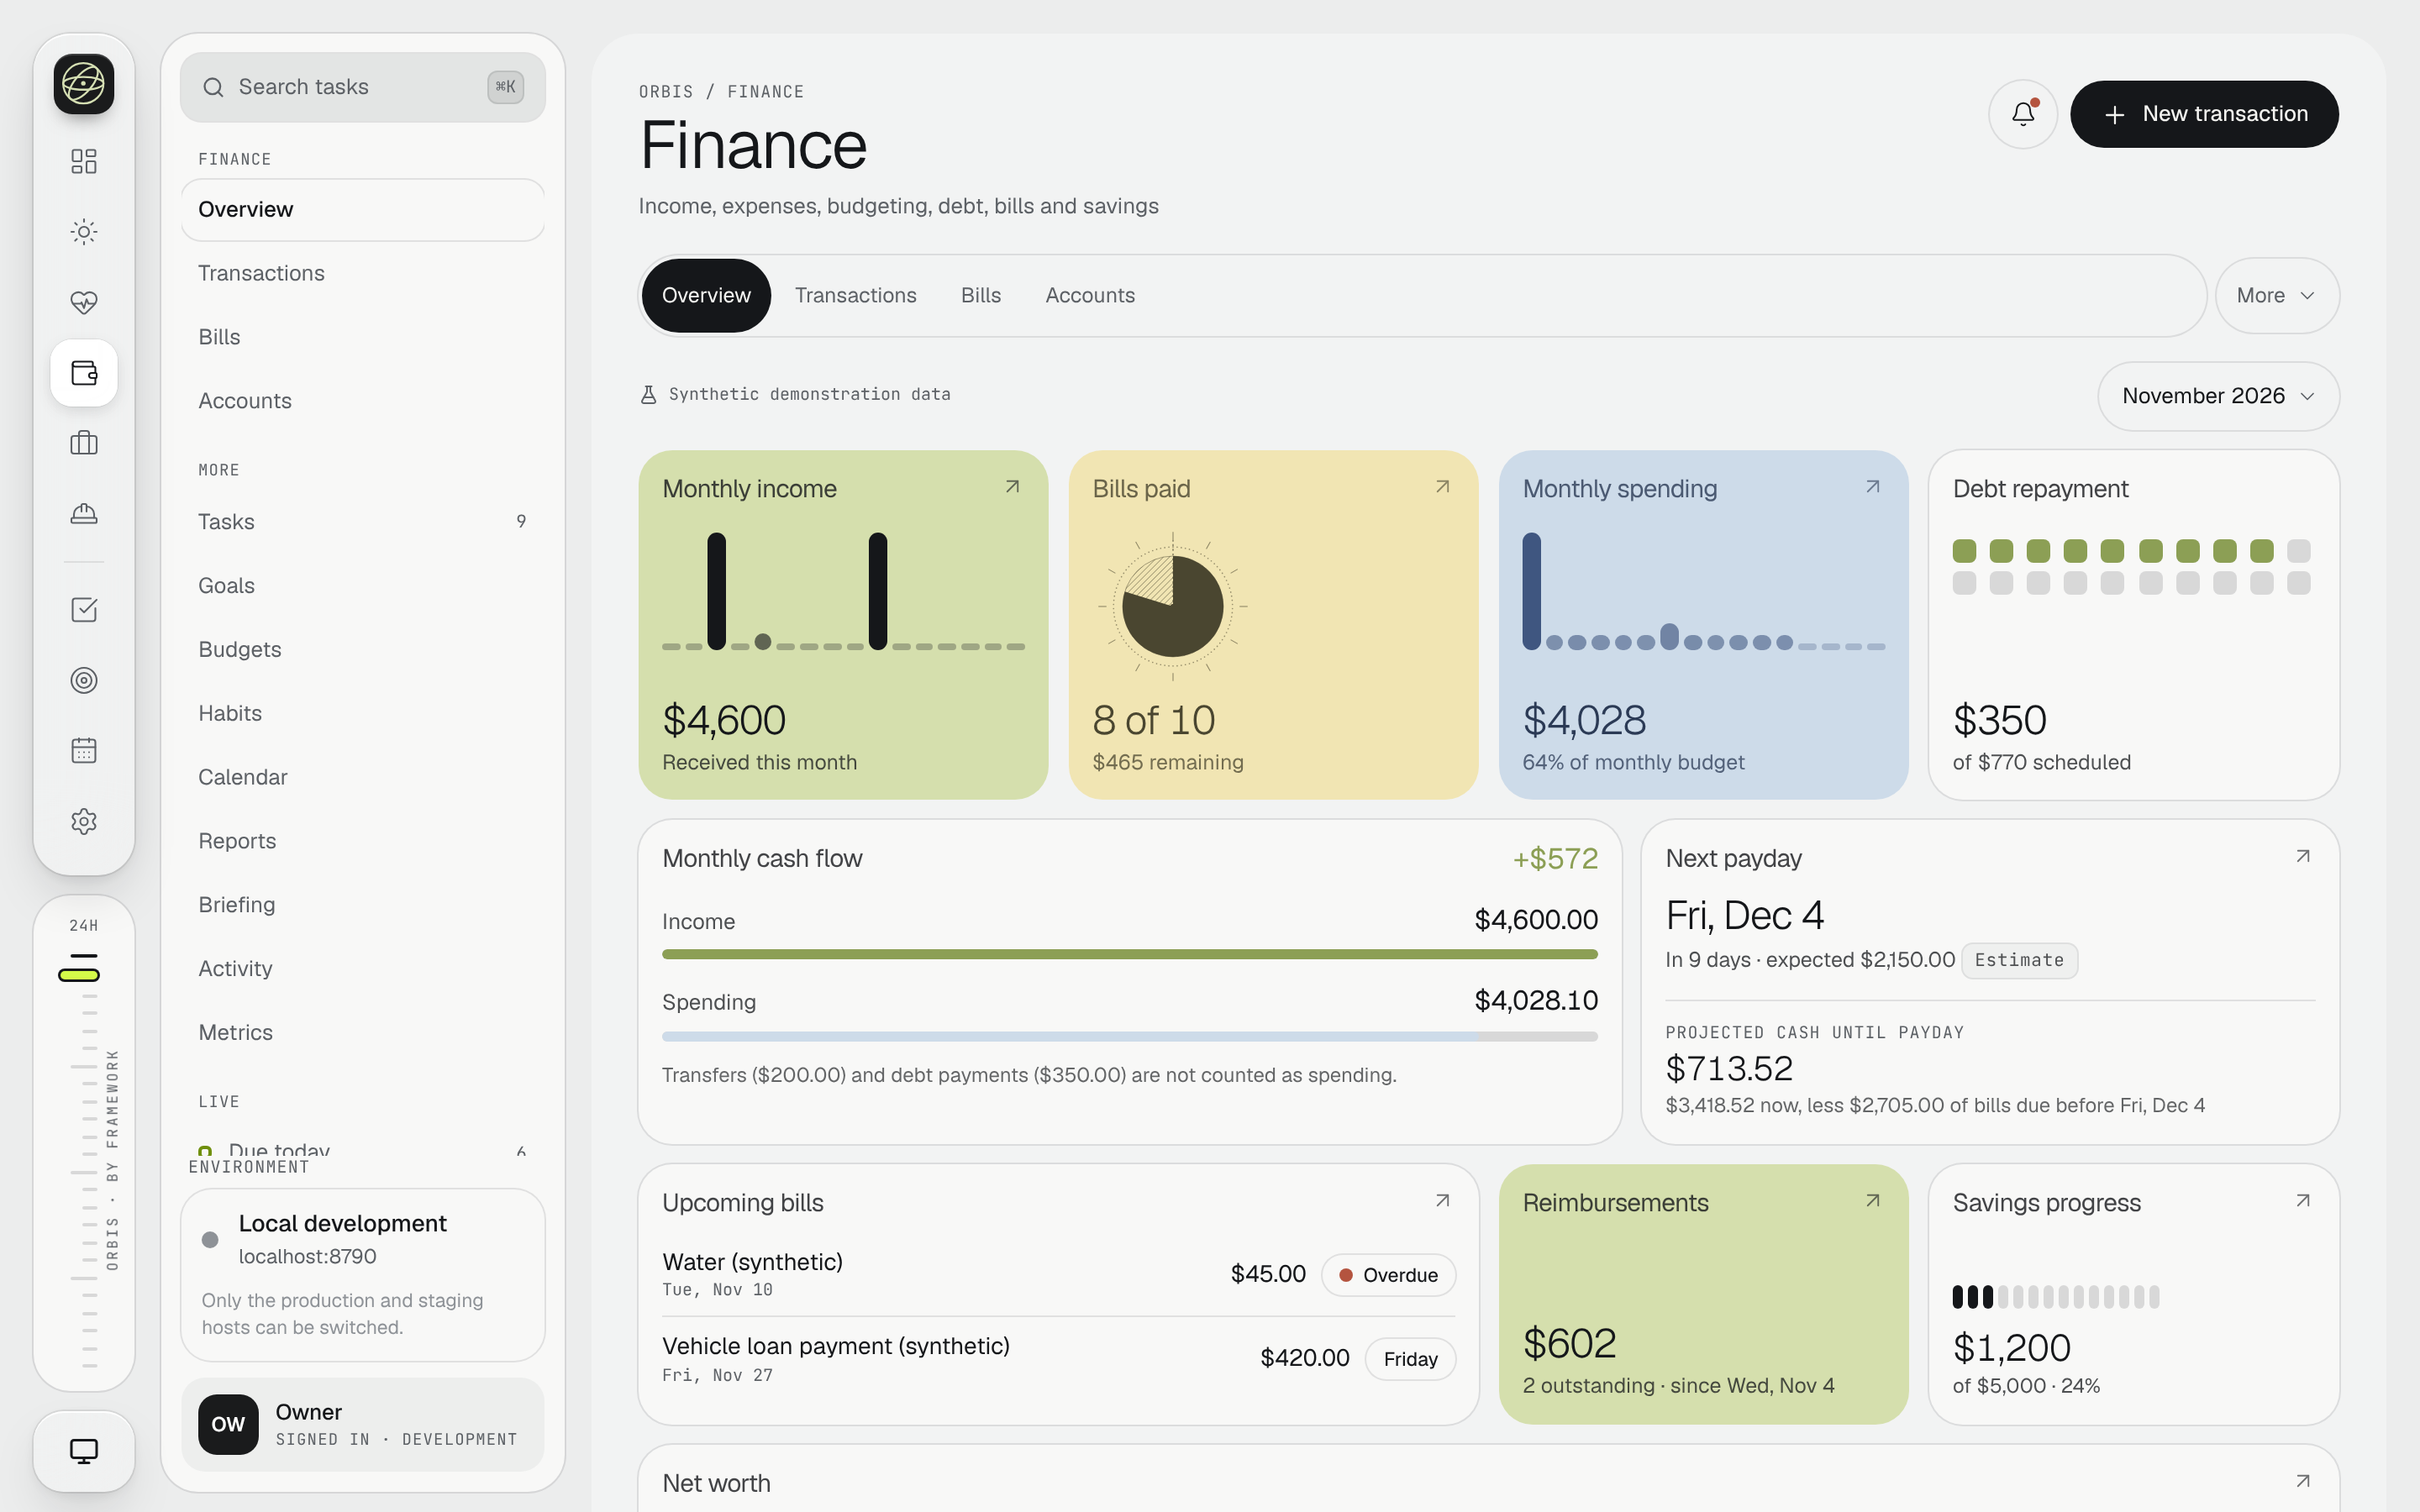 Search tasks ⌘K
FINANCE
Overview
Transactions
Bills
Accounts
MORE
Tasks 9
Goals
Budgets
Habits
Calendar
Reports
Briefing
Activity
Metrics
LIVE
Due today 6
ENVIRONMENT
Local development
localhost:8790
Only the production and staging
hosts can be switched.
OW
Owner
SIGNED IN · DEVELOPMENT
24H
ORBIS · BY FRAMEWORK
ORBIS / FINANCE
Finance
Income, expenses, budgeting, debt, bills and savings
New transaction
Overview Transactions Bills Accounts More
Synthetic demonstration data
November 2026
Monthly income
$4,600
Received this month
Bills paid
8 of 10
$465 remaining
Monthly spending
$4,028
64% of monthly budget
Debt repayment
$350
of $770 scheduled
Monthly cash flow +$572
Income $4,600.00
Spending $4,028.10
Transfers ($200.00) and debt payments ($350.00) are not counted as spending.
Next payday
Fri, Dec 4
In 9 days · expected $2,150.00 Estimate
PROJECTED CASH UNTIL PAYDAY
$713.52
$3,418.52 now, less $2,705.00 of bills due before Fri, Dec 4
Upcoming bills
Water (synthetic)
Tue, Nov 10
$45.00 Overdue
Vehicle loan payment (synthetic)
Fri, Nov 27
$420.00 Friday
Reimbursements
$602
2 outstanding · since Wed, Nov 4
Savings progress
$1,200
of $5,000 · 24%
Net worth